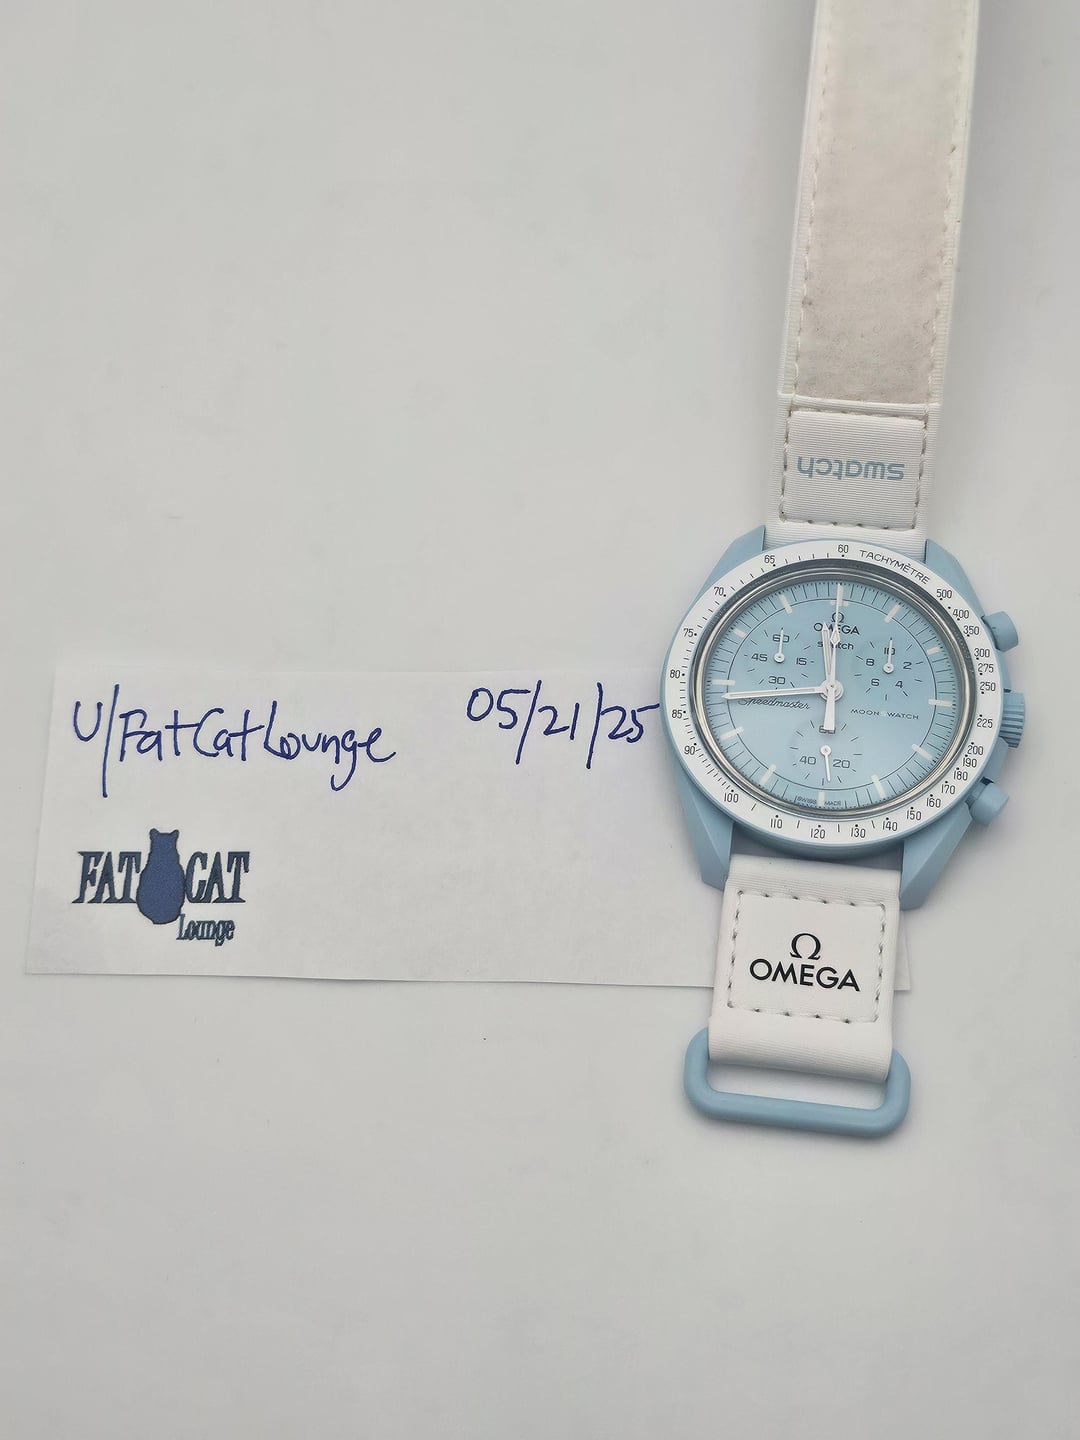 swatch
60 TACHYMÈTRE
500
400
350
300
275
250
225
200
190
180
170
160
150
140
130
120
110
100
90
85
80
75
70
65
Ω
OMEGA
swatch
60
45 15
30
10
8 2
6 4
Speedmaster
MOONSWATCH
40 20
SWISS MADE
U/FatCatLounge 05/21/25
FAT CAT
Lounge
Ω
OMEGA